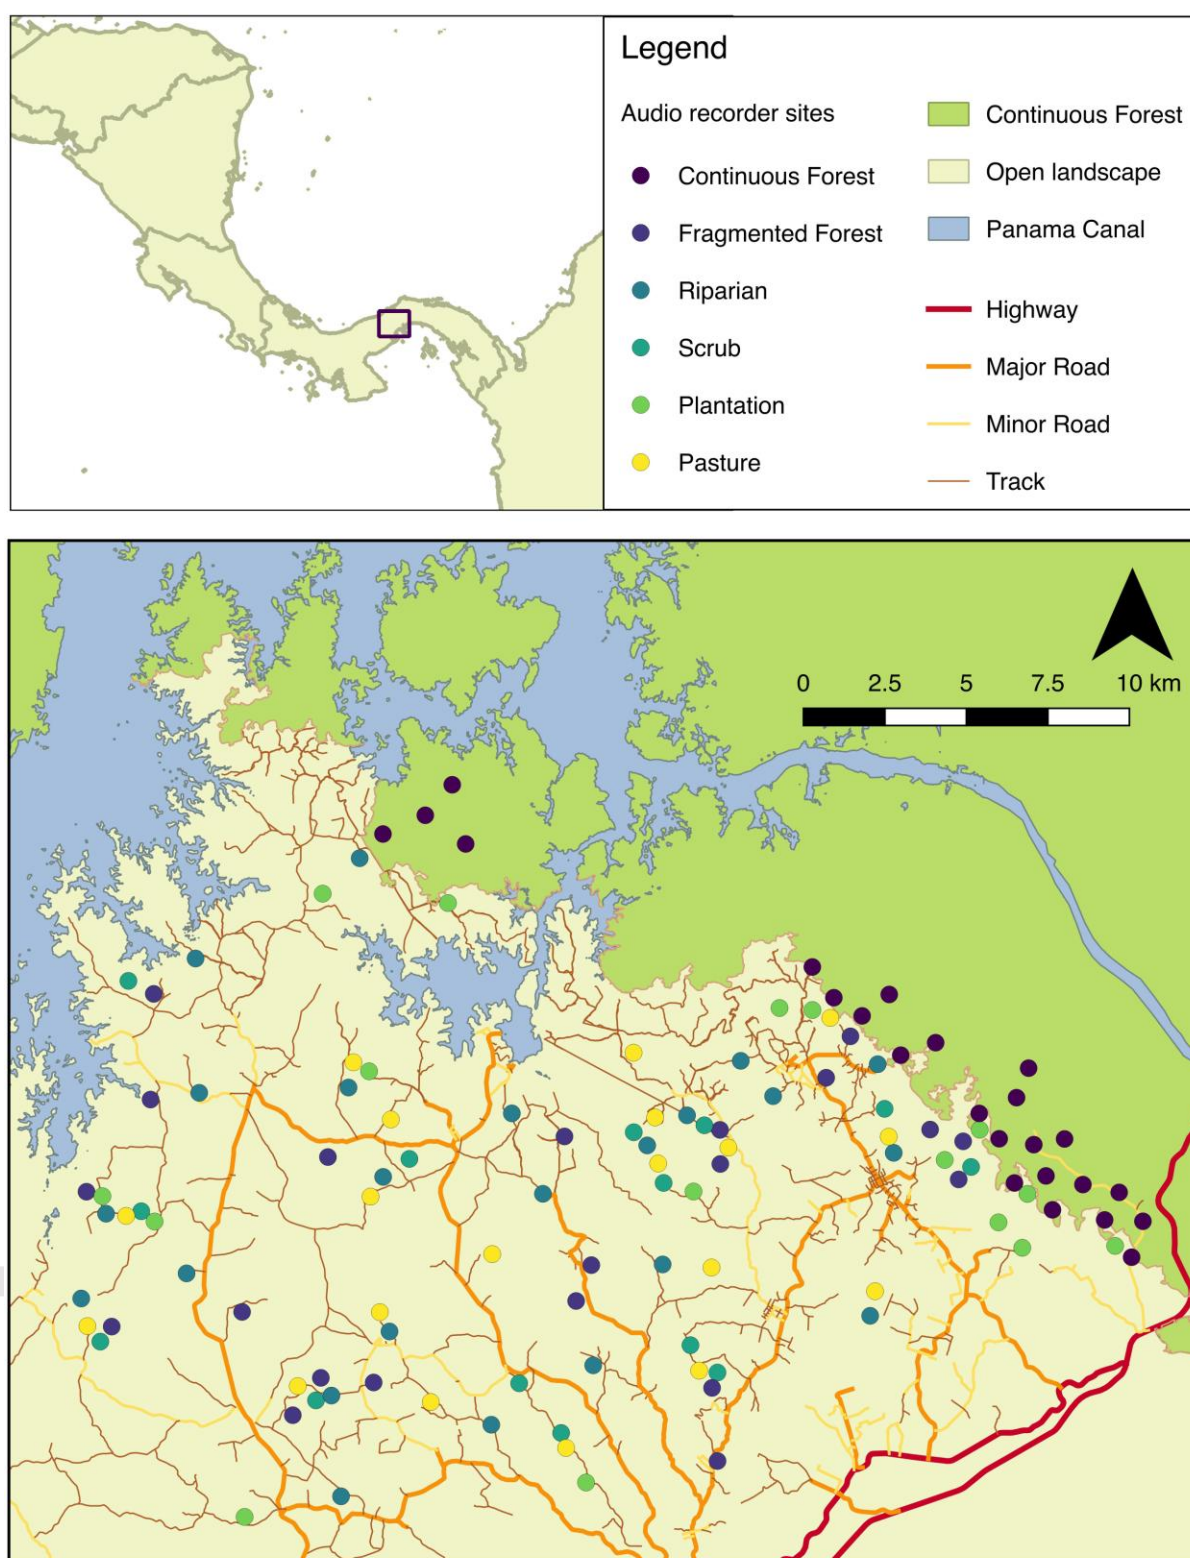 Legend
Audio recorder sites
Continuous Forest
Fragmented Forest
Riparian
Scrub
Plantation
Pasture
Continuous Forest
Open landscape
Panama Canal
Highway
Major Road
Minor Road
Track
0 2.5 5 7.5 10 km